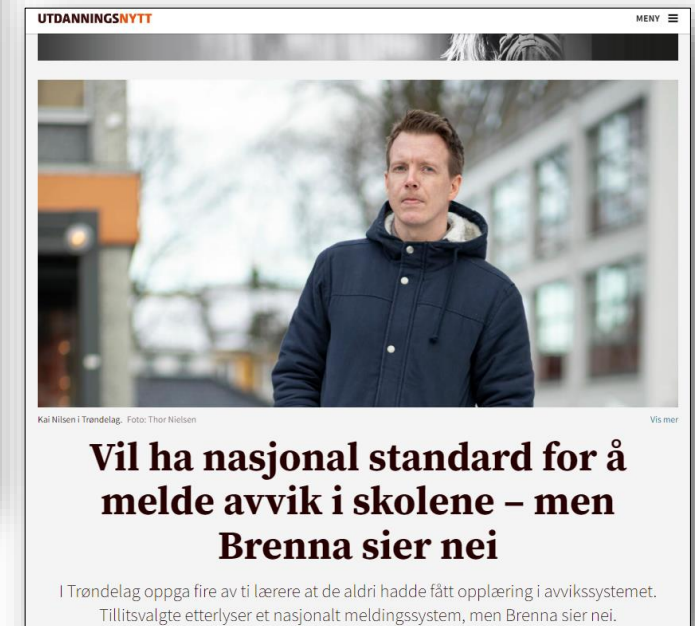 UTDANNINGSNYTT
MENY
Kai Nilsen i Trøndelag. Foto: Thor Nielsen
Vis mer
Vil ha nasjonal standard for å
melde avvik i skolene – men
Brenna sier nei
I Trøndelag oppga fire av ti lærere at de aldri hadde fått opplæring i avvikssystemet.
Tillitsvalgte etterlyser et nasjonalt meldingssystem, men Brenna sier nei.